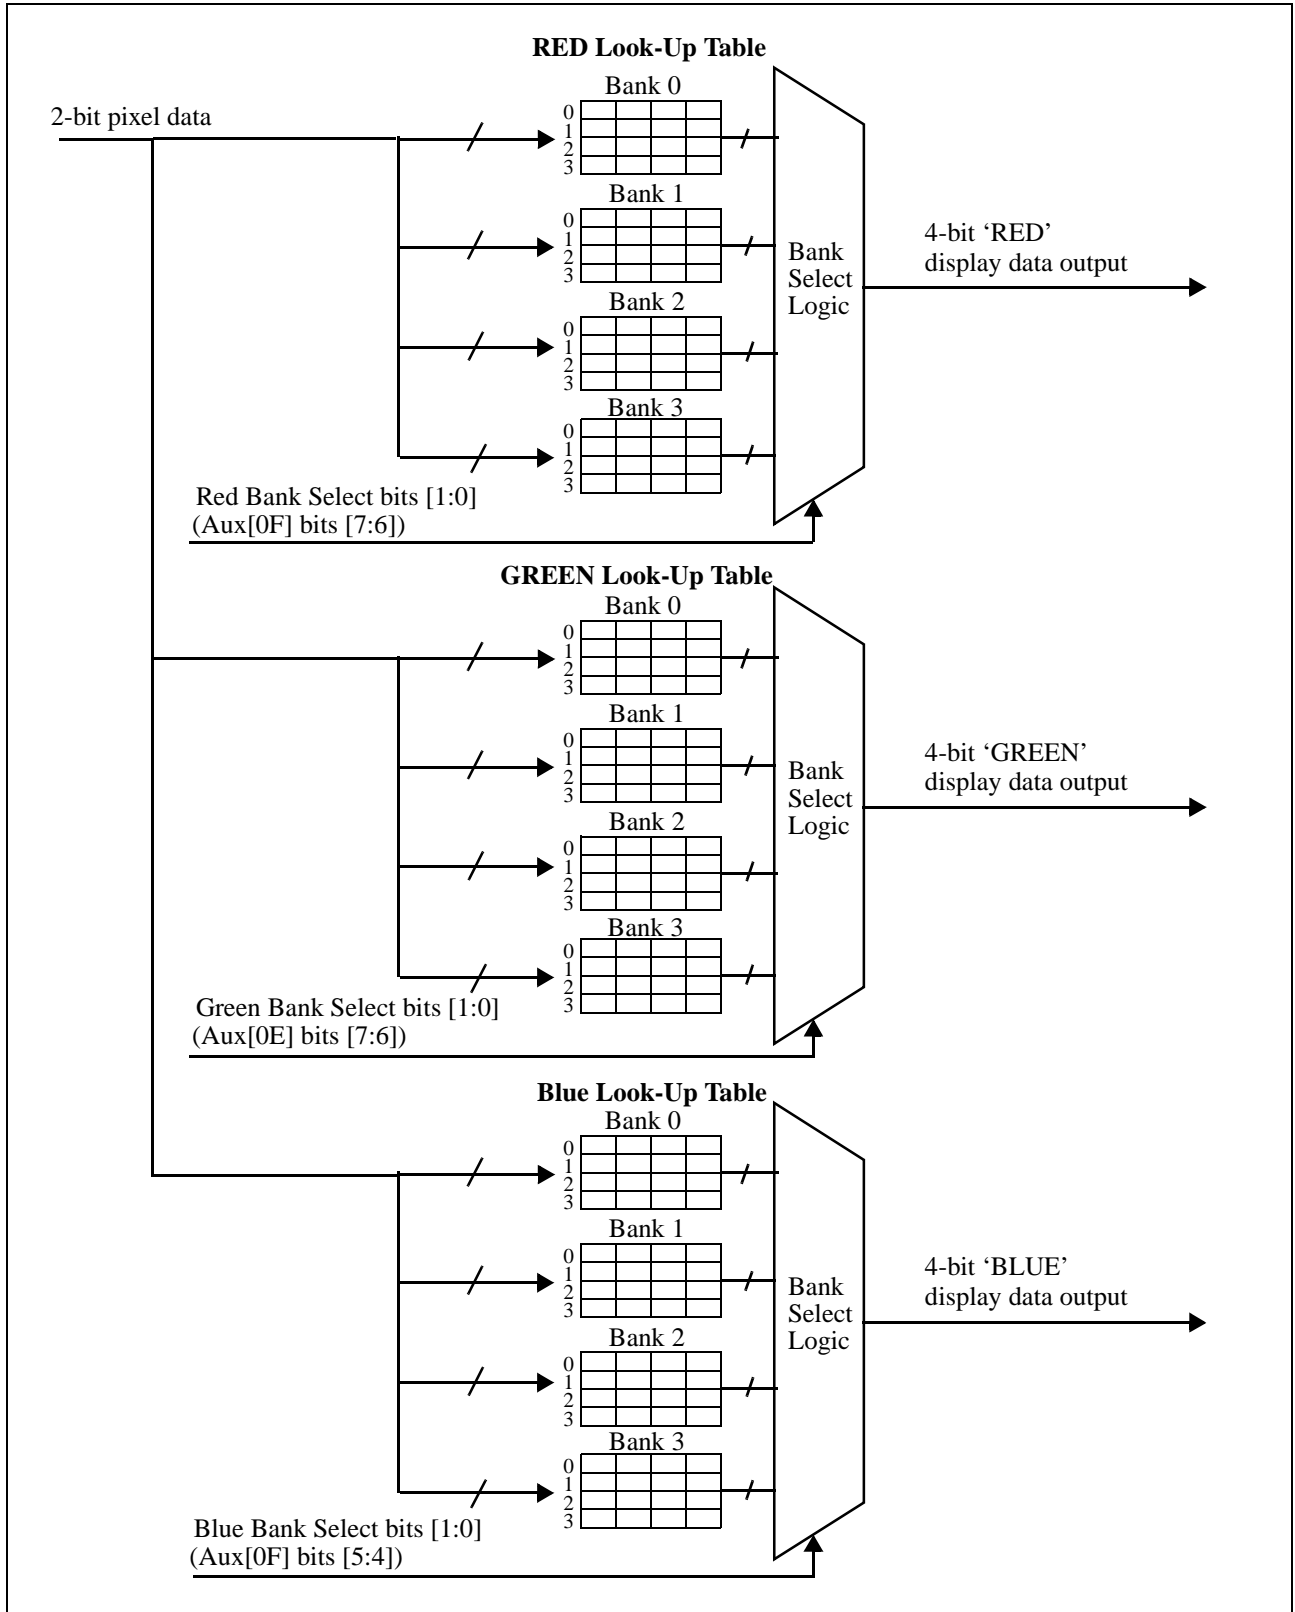 RED Look-Up Table
2-bit pixel data
Bank 0
0
1
2
3
Bank 1
0
1
2
3
Bank 2
0
1
2
3
Bank 3
0
1
2
3
Bank
Select
Logic
4-bit ‘RED’
display data output
Red Bank Select bits [1:0]
(Aux[0F] bits [7:6])
GREEN Look-Up Table
Bank 0
0
1
2
3
Bank 1
0
1
2
3
Bank 2
0
1
2
3
Bank 3
0
1
2
3
Bank
Select
Logic
4-bit ‘GREEN’
display data output
Green Bank Select bits [1:0]
(Aux[0E] bits [7:6])
Blue Look-Up Table
Bank 0
0
1
2
3
Bank 1
0
1
2
3
Bank 2
0
1
2
3
Bank 3
0
1
2
3
Bank
Select
Logic
4-bit ‘BLUE’
display data output
Blue Bank Select bits [1:0]
(Aux[0F] bits [5:4])